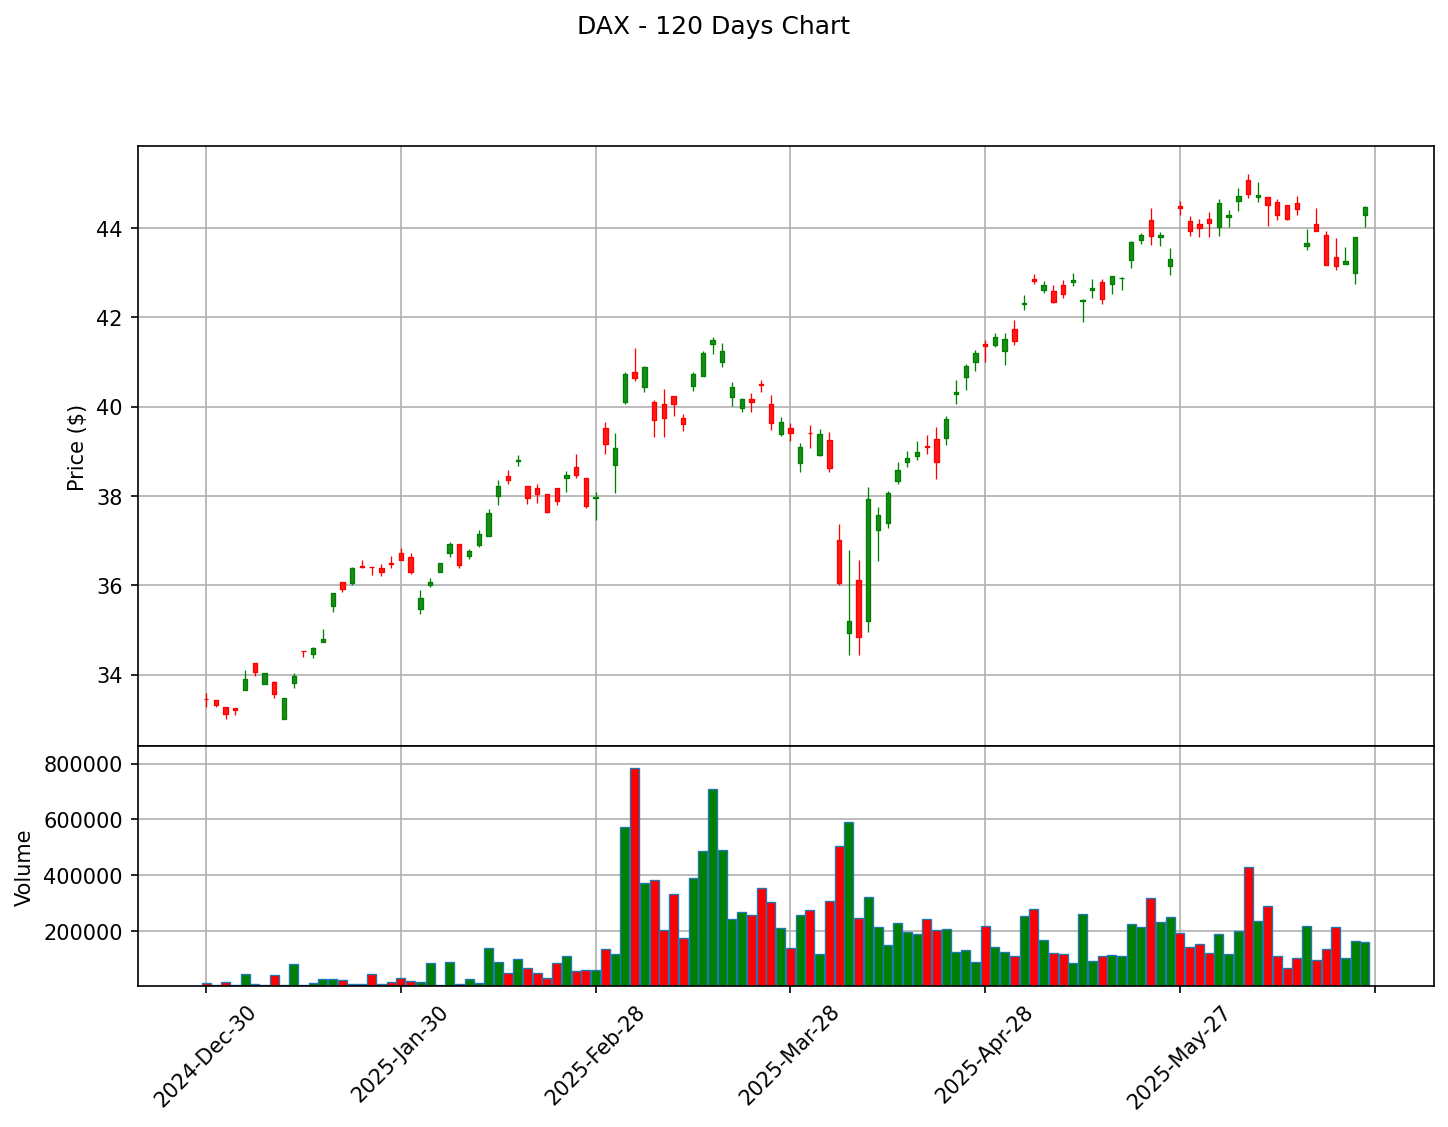 DAX - 120 Days Chart
Price ($)
44
42
40
38
36
34
Volume
800000
600000
400000
200000
2024-Dec-30
2025-Jan-30
2025-Feb-28
2025-Mar-28
2025-Apr-28
2025-May-27